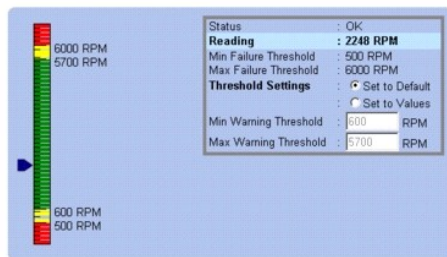 6000 RPM
5700 RPM
600 RPM
500 RPM
Status : OK
Reading : 2248 RPM
Min Failure Threshold : 500 RPM
Max Failure Threshold : 6000 RPM
Threshold Settings : Set to Default
: Set to Values
Min Warning Threshold : 600 RPM
Max Warning Threshold : 5700 RPM